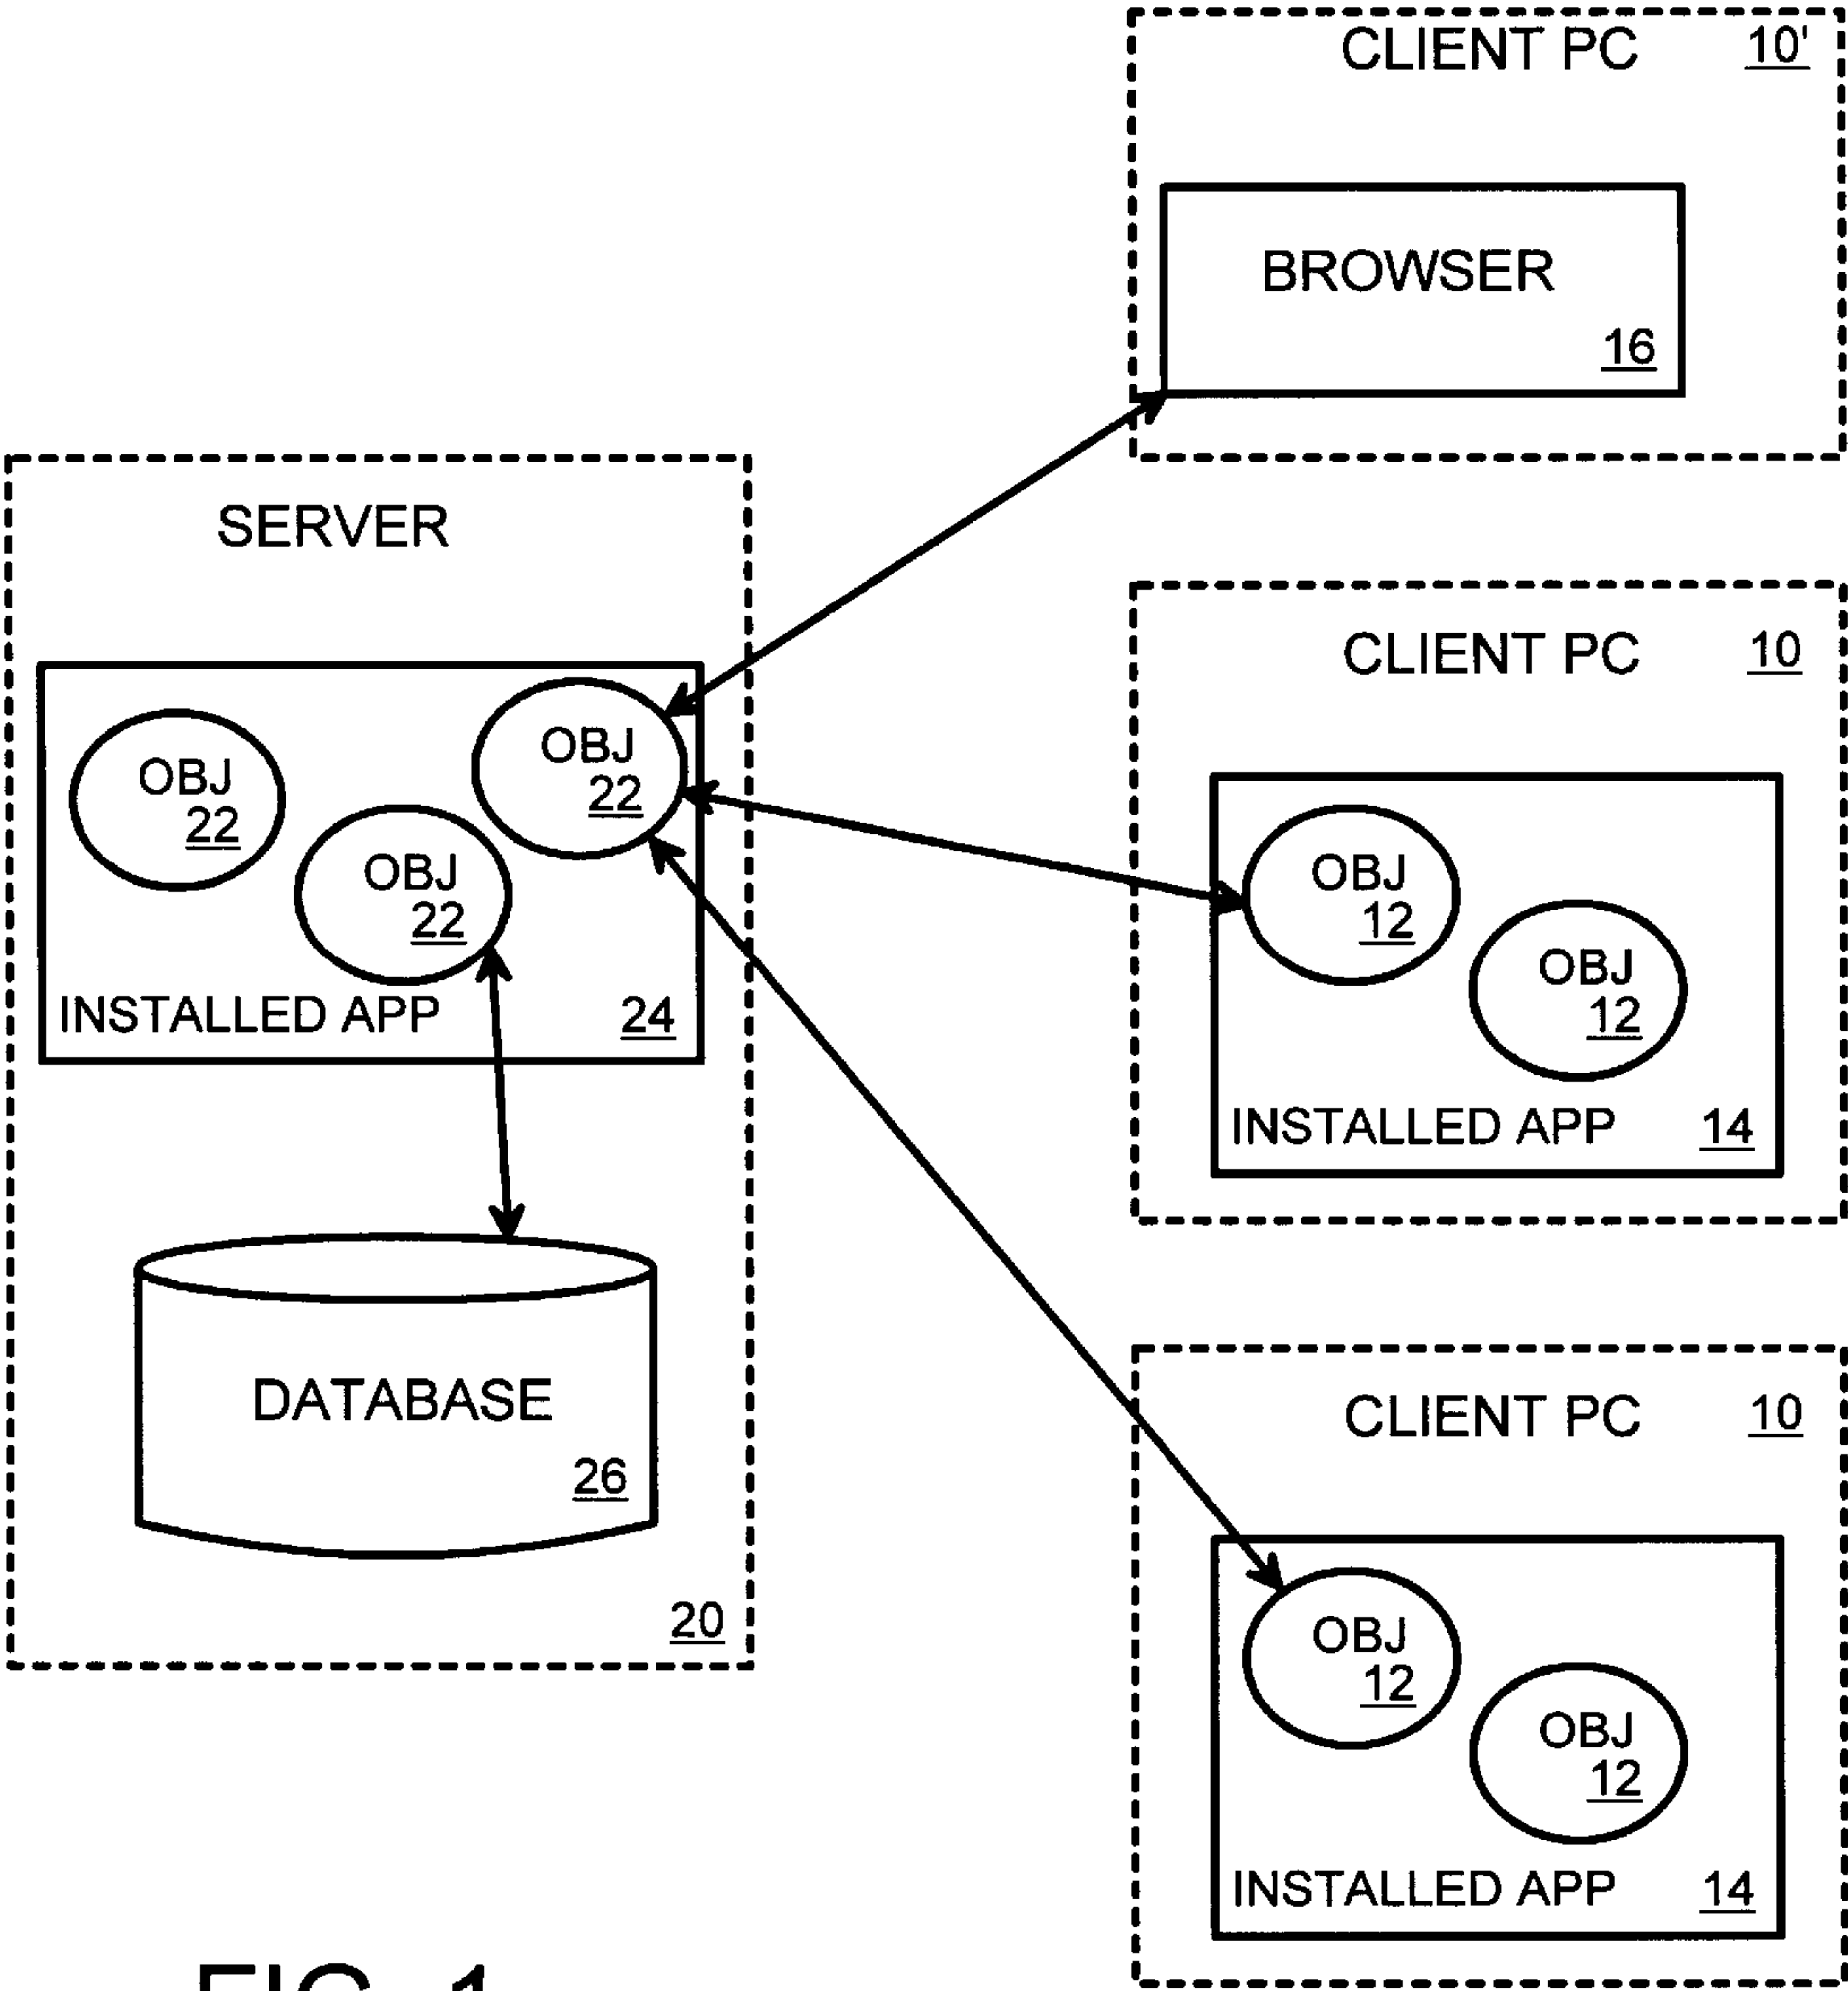 CLIENT PC 10'
BROWSER
16
SERVER
OBJ
22
OBJ
22
OBJ
22
INSTALLED APP 24
DATABASE
26
20
CLIENT PC 10
OBJ
12
OBJ
12
INSTALLED APP 14
CLIENT PC 10
OBJ
12
OBJ
12
INSTALLED APP 14
FIG. 1